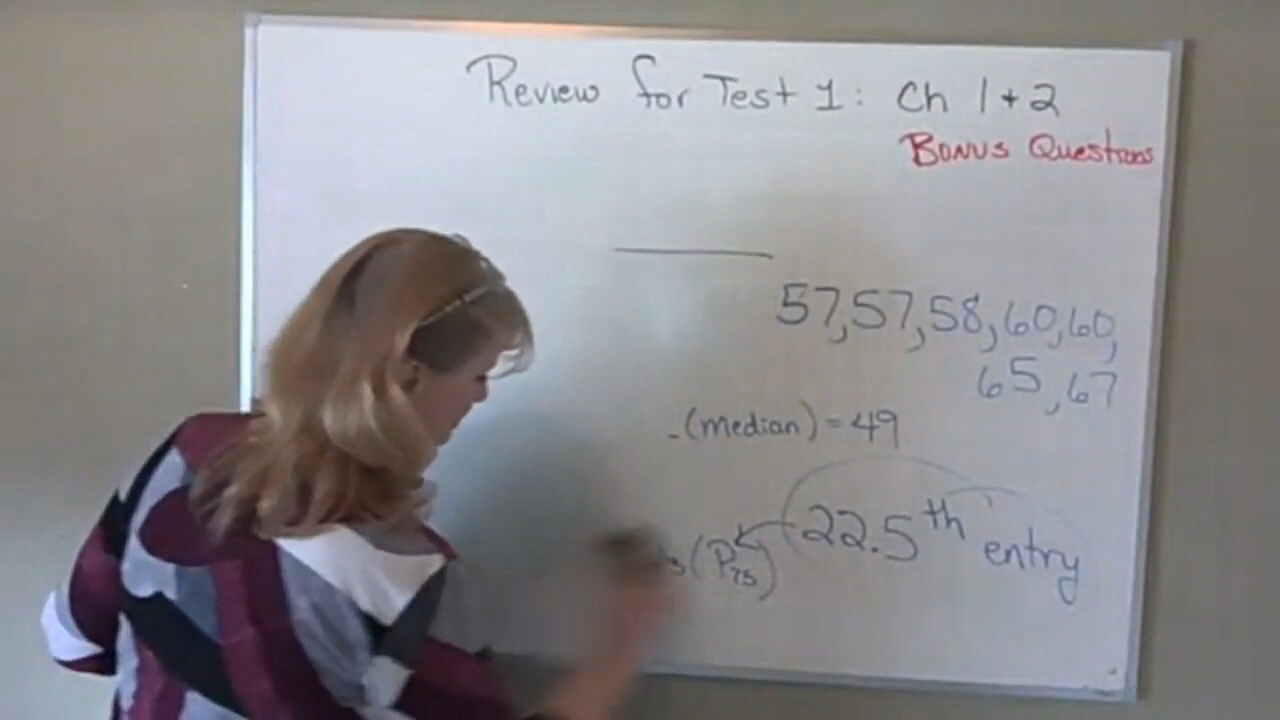 Review for Test 1: Ch 1 + 2
Bonus Questions
57, 57, 58, 60, 60,
65, 67
(median) = 49
(P75) 22.5th entry